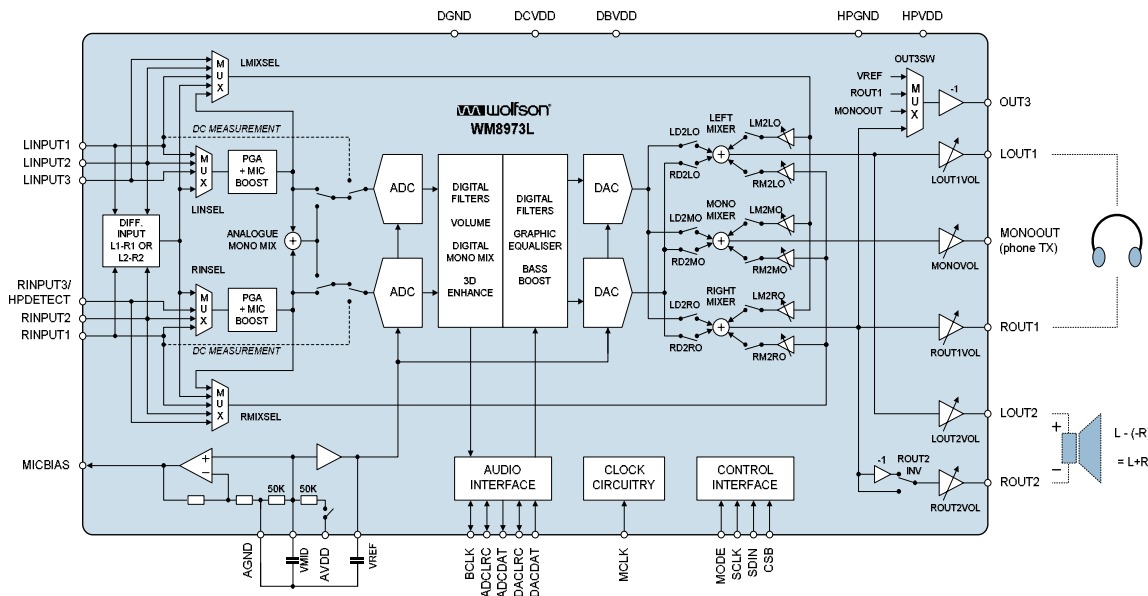 DGND
DCVDD
DBVDD
HPGND
HPVDD
LMIXSEL
MUX
OUT3SW
VREF
ROUT1
MONOOUT
MUX
-1
OUT3
wolfson
WM8973L
DC MEASUREMENT
LINPUT1
LINPUT2
LINPUT3
MUX
PGA
+ MIC
BOOST
LINSEL
ADC
DIGITAL
FILTERS
VOLUME
DIGITAL
MONO MIX
3D
ENHANCE
DIGITAL
FILTERS
GRAPHIC
EQUALISER
BASS
BOOST
DAC
LD2LO
RD2LO
LEFT
MIXER
+
LM2LO
RM2LO
LOUT1
LOUT1VOL
DIFF.
INPUT
L1-R1 OR
L2-R2
ANALOGUE
MONO MIX
+
LD2MO
RD2MO
MONO
MIXER
+
LM2MO
RM2MO
MONOOUT
(phone TX)
MONOVOL
RINSEL
RINPUT3/
HPDETECT
RINPUT2
RINPUT1
MUX
PGA
+ MIC
BOOST
ADC
DAC
LD2RO
RD2RO
RIGHT
MIXER
+
LM2RO
RM2RO
ROUT1
ROUT1VOL
DC MEASUREMENT
MUX
RMIXSEL
LOUT2
LOUT2VOL
+
−
L - (-R)
= L+R
MICBIAS
+
−
50K
50K
AUDIO
INTERFACE
CLOCK
CIRCUITRY
CONTROL
INTERFACE
-1
ROUT2
INV
ROUT2
ROUT2VOL
AGND
VMID
AVDD
VREF
BCLK
ADCLRC
ADCDAT
DACLRC
DACDAT
MCLK
MODE
SCLK
SDIN
CSB